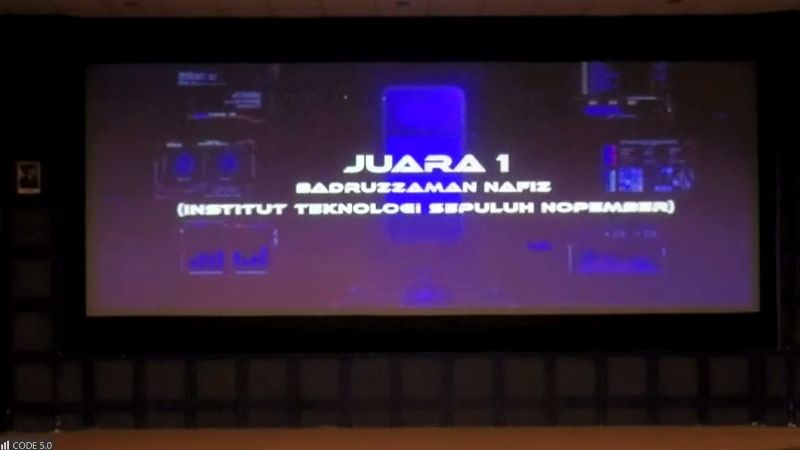 JUARA 1
BADRUZZAMAN NAFIZ
(INSTITUT TEKNOLOGI SEPULUH NOPEMBER)
CODE 5.0